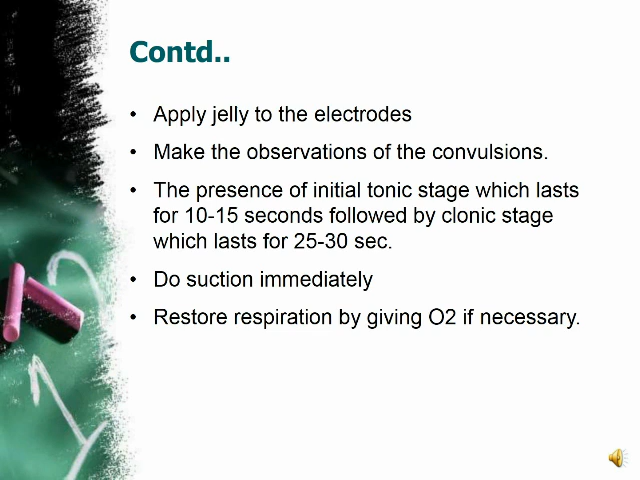 Contd..
• Apply jelly to the electrodes
• Make the observations of the convulsions.
• The presence of initial tonic stage which lasts
for 10-15 seconds followed by clonic stage
which lasts for 25-30 sec.
• Do suction immediately
• Restore respiration by giving O2 if necessary.